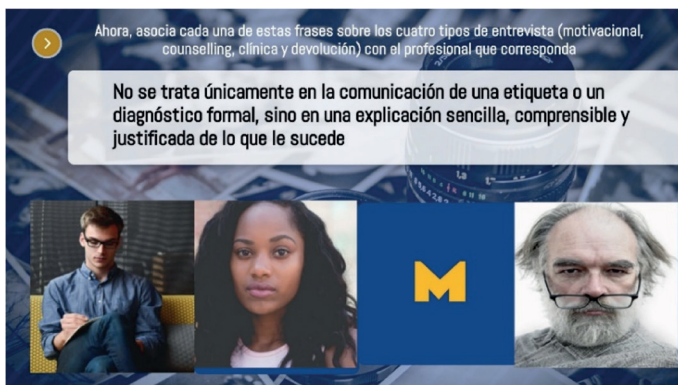 Ahora, asocia cada una de estas frases sobre los cuatro tipos de entrevista (motivacional,
counselling, clínica y devolución) con el profesional que corresponda
No se trata únicamente en la comunicación de una etiqueta o un
diagnóstico formal, sino en una explicación sencilla, comprensible y
justificada de lo que le sucede
M